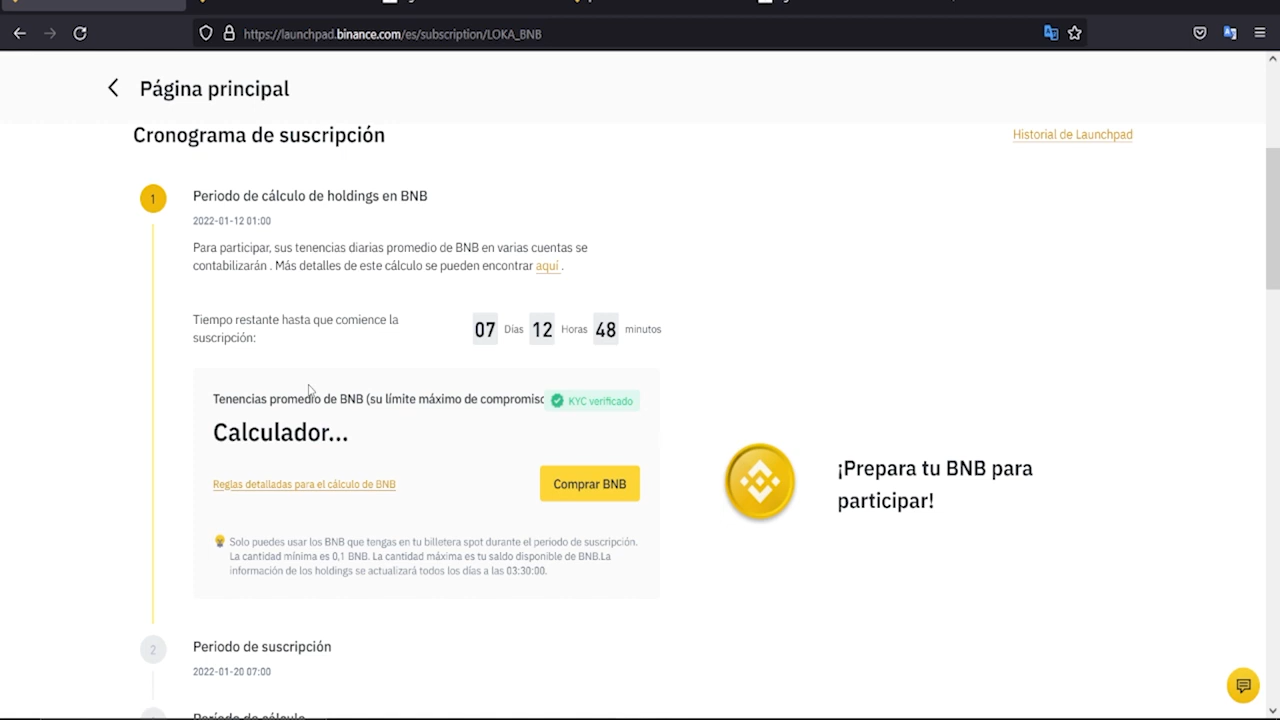 https://launchpad.binance.com/es/subscription/LOKA_BNB
Página principal
Cronograma de suscripción
Historial de Launchpad
1
Periodo de cálculo de holdings en BNB
2022-01-12 01:00
Para participar, sus tenencias diarias promedio de BNB en varias cuentas se
contabilizarán . Más detalles de este cálculo se pueden encontrar aquí .
Tiempo restante hasta que comience la
suscripción:
07 Días 12 Horas 48 minutos
Tenencias promedio de BNB (su límite máximo de compromiso
KYC verificado
Calculador...
Reglas detalladas para el cálculo de BNB
Comprar BNB
Solo puedes usar los BNB que tengas en tu billetera spot durante el periodo de suscripción.
La cantidad mínima es 0,1 BNB. La cantidad máxima es tu saldo disponible de BNB.La
información de los holdings se actualizará todos los días a las 03:30:00.
¡Prepara tu BNB para
participar!
2
Periodo de suscripción
2022-01-20 07:00
Período de cálculo